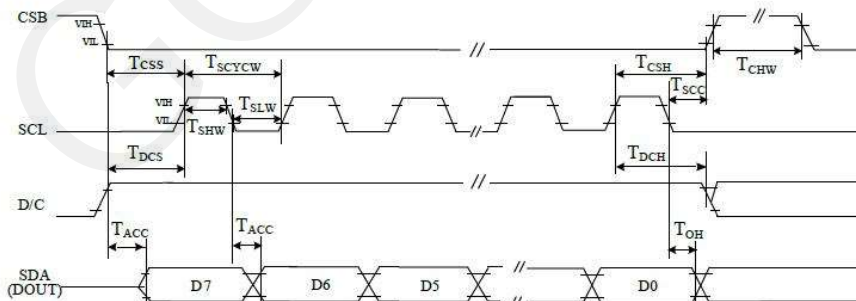 CSB
VIH
VIL
//
//
TCSS
TSCYCW
TCSH
TCHW
TSCC
SCL
VIH
VIL
TSHW
TSLW
//
TDCS
TDCH
D/C
//
TACC
TACC
TOH
SDA
(DOUT)
D7
D6
D5
//
D0